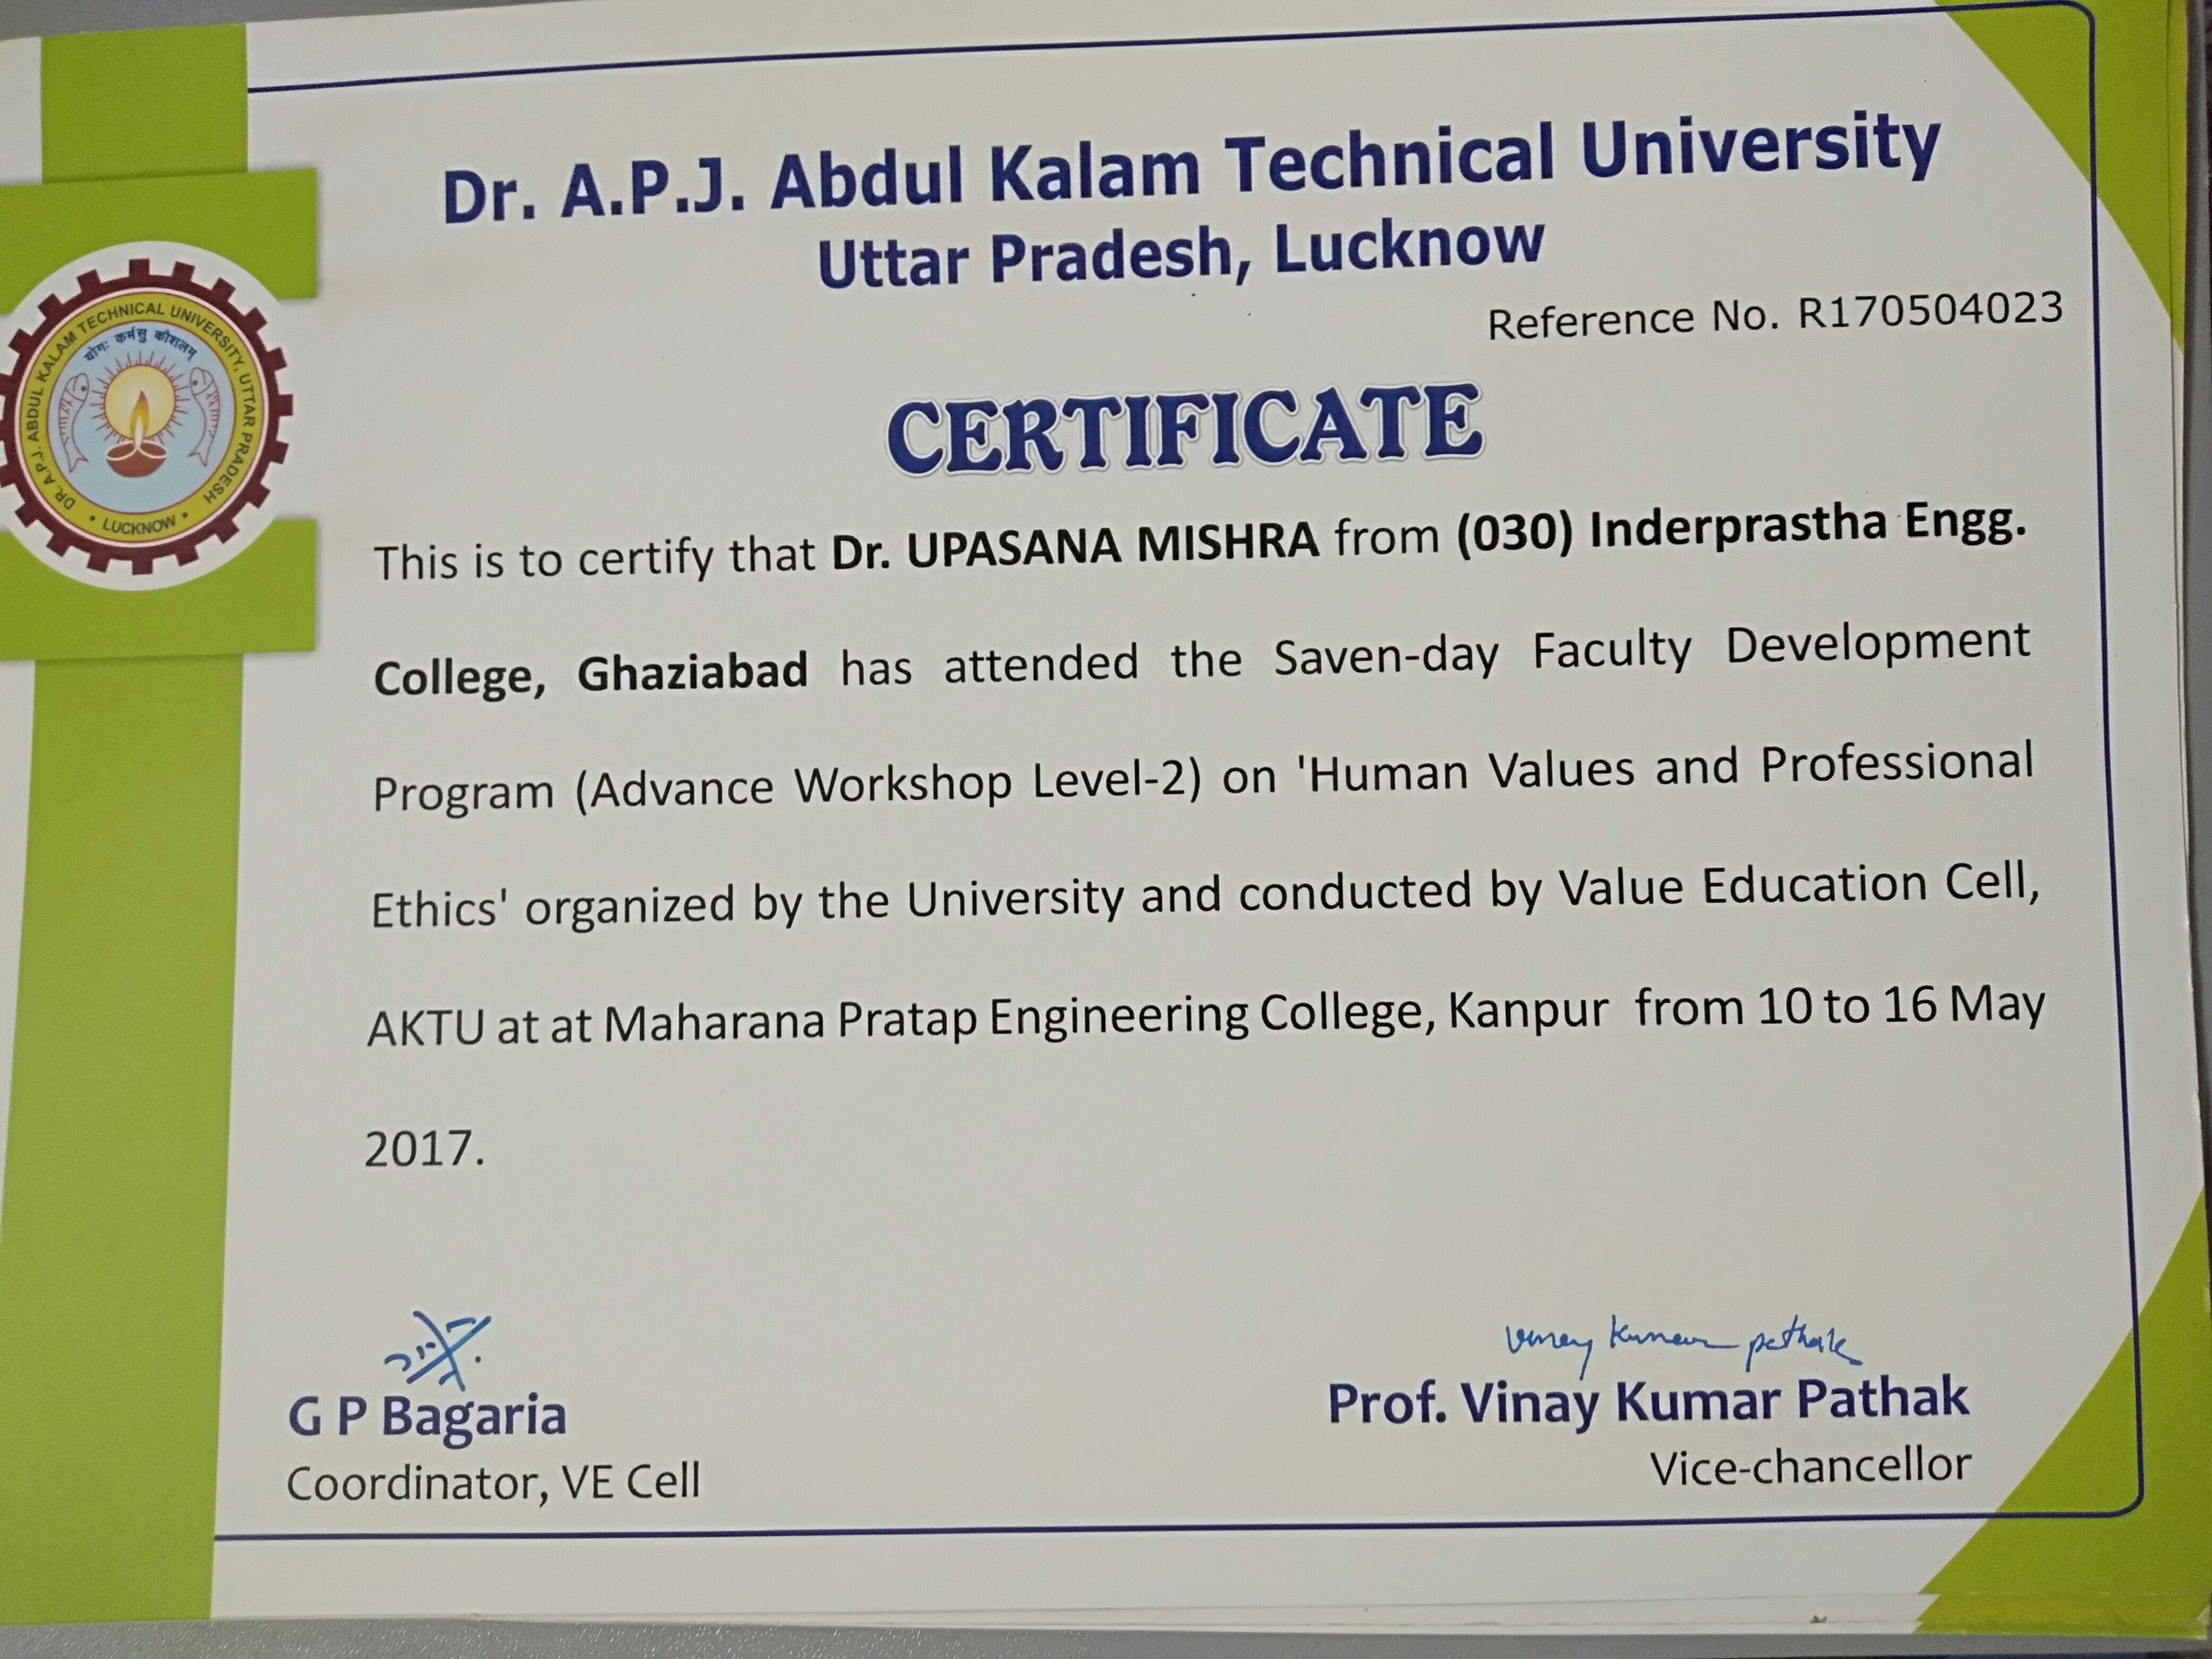 Dr. A.P.J. Abdul Kalam Technical University
Uttar Pradesh, Lucknow
Reference No. R170504023
DR. A.P.J. ABDUL KALAM TECHNICAL UNIVERSITY, UTTAR PRADESH
योगः कर्मसु कौशलम्
• LUCKNOW •
CERTIFICATE
This is to certify that Dr. UPASANA MISHRA from (030) Inderprastha Engg.
College, Ghaziabad has attended the Saven-day Faculty Development
Program (Advance Workshop Level-2) on 'Human Values and Professional
Ethics' organized by the University and conducted by Value Education Cell,
AKTU at at Maharana Pratap Engineering College, Kanpur from 10 to 16 May
2017.
vinay kumar pathak
G P Bagaria
Coordinator, VE Cell
Prof. Vinay Kumar Pathak
Vice-chancellor